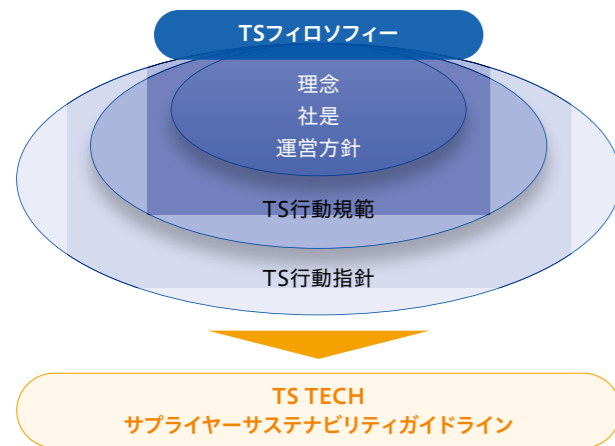 TSフィロソフィー
理念
社是
運営方針
TS行動規範
TS行動指針
TS TECH
サプライヤーサステナビリティガイドライン